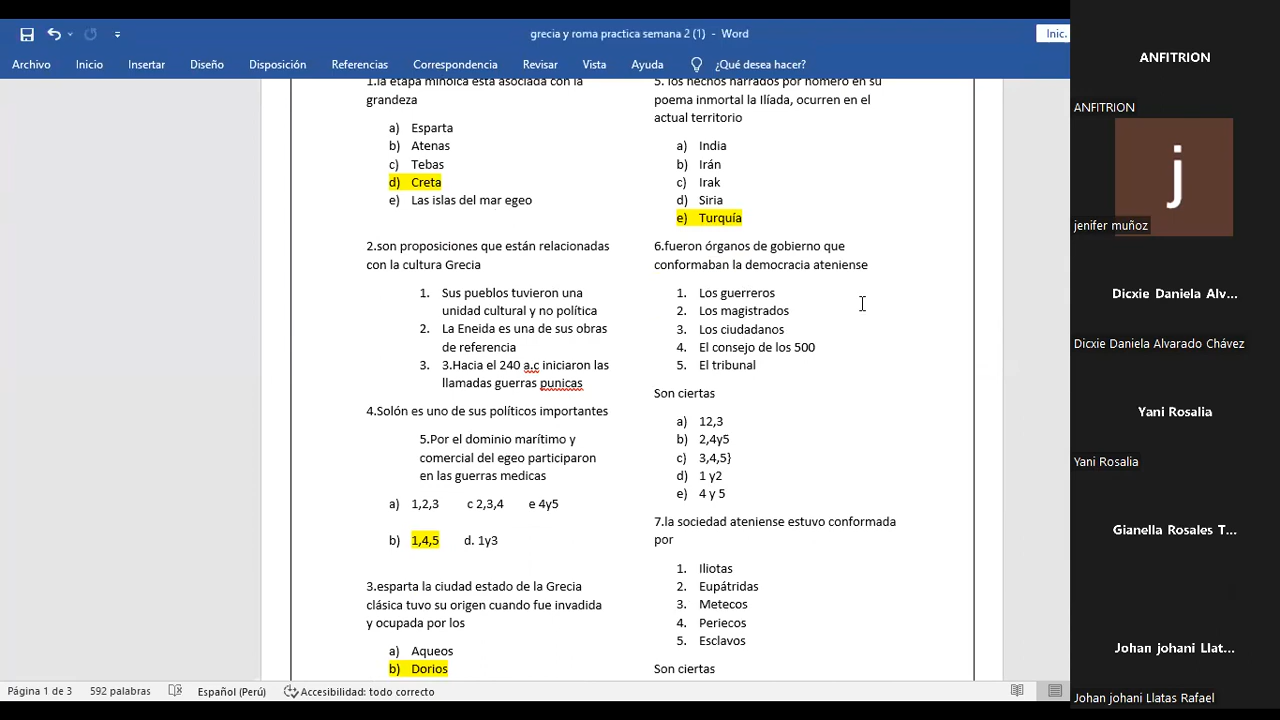 grecia y roma practica semana 2 (1) - Word
Inic.
Archivo Inicio Insertar Diseño Disposición Referencias Correspondencia Revisar Vista Ayuda ¿Qué desea hacer?
1.la etapa minoica esta asociada con la
grandeza
a) Esparta
b) Atenas
c) Tebas
d) Creta
e) Las islas del mar egeo
2.son proposiciones que están relacionadas
con la cultura Grecia
1. Sus pueblos tuvieron una
unidad cultural y no política
2. La Eneida es una de sus obras
de referencia
3. 3.Hacia el 240 a.c iniciaron las
llamadas guerras punicas
4.Solón es uno de sus políticos importantes
5.Por el dominio marítimo y
comercial del egeo participaron
en las guerras medicas
a) 1,2,3 c 2,3,4 e 4y5
b) 1,4,5 d. 1y3
3.esparta la ciudad estado de la Grecia
clásica tuvo su origen cuando fue invadida
y ocupada por los
a) Aqueos
b) Dorios
5. los hechos narrados por homero en su
poema inmortal la Ilíada, ocurren en el
actual territorio
a) India
b) Irán
c) Irak
d) Siria
e) Turquía
6.fueron órganos de gobierno que
conformaban la democracia ateniense
1. Los guerreros
2. Los magistrados
3. Los ciudadanos
4. El consejo de los 500
5. El tribunal
Son ciertas
a) 12,3
b) 2,4y5
c) 3,4,5}
d) 1 y2
e) 4 y 5
7.la sociedad ateniense estuvo conformada
por
1. Iliotas
2. Eupátridas
3. Metecos
4. Periecos
5. Esclavos
Son ciertas
Página 1 de 3 592 palabras Español (Perú) Accesibilidad: todo correcto
ANFITRION
ANFITRION
j
jenifer muñoz
Dicxie Daniela Alv...
Dicxie Daniela Alvarado Chávez
Yani Rosalia
Yani Rosalia
Gianella Rosales T...
Johan johani Llat...
Johan johani Llatas Rafael